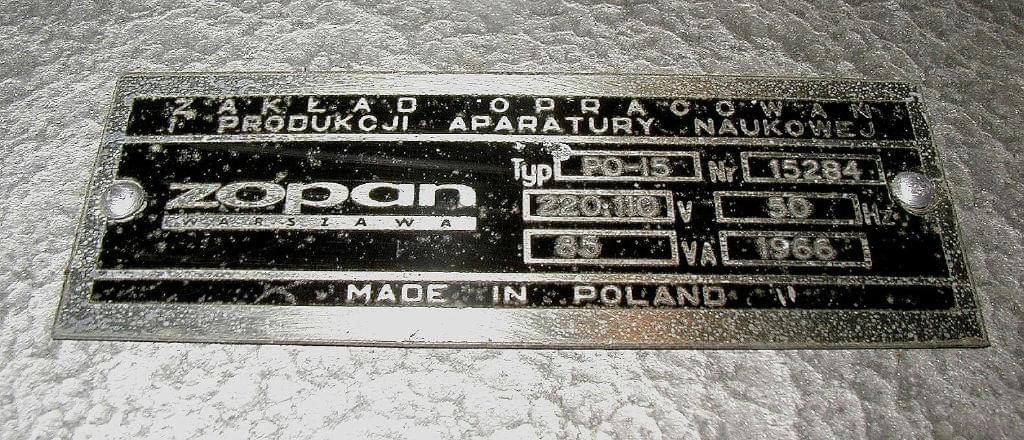 ZAKŁAD OPRACOWAŃ
I PRODUKCJI APARATURY NAUKOWEJ
zopan
WARSZAWA
Typ PO-15 Nr 15284
220-110 V 50 Hz
85 VA 1966
MADE IN POLAND